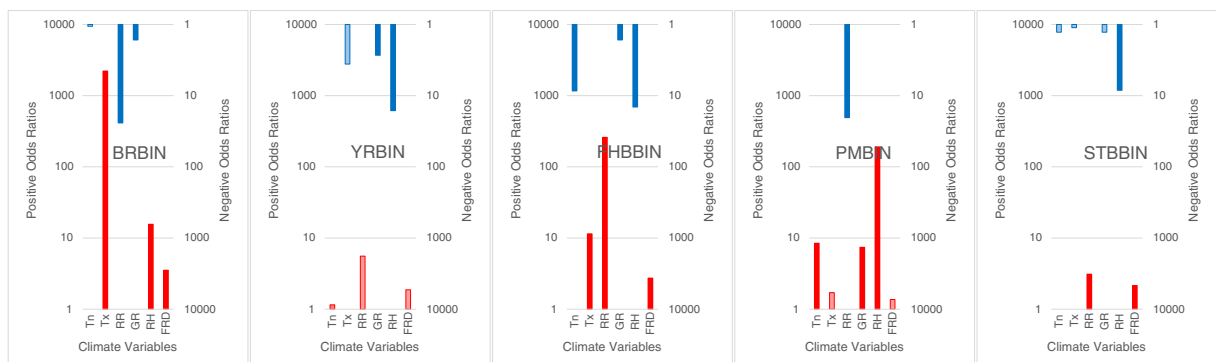 10000 1 10000 1 10000 1 10000 1 10000 1
1000 10 1000 10 1000 10 1000 10 1000 10
Positive Odds Ratios Negative Odds Ratios Positive Odds Ratios Negative Odds Ratios Positive Odds Ratios Negative Odds Ratios Positive Odds Ratios Negative Odds Ratios Positive Odds Ratios Negative Odds Ratios
BRBIN YRBIN FHBBIN PMBIN STBBIN
100 100 100 100 100 100 100 100 100 100
10 1000 10 1000 10 1000 10 1000 10 1000
1 10000 1 10000 1 10000 1 10000 1 10000
Tn Tx RR GR RH FRD Tn Tx RR GR RH FRD Tn Tx RR GR RH FRD Tn Tx RR GR RH FRD Tn Tx RR GR RH FRD
Climate Variables Climate Variables Climate Variables Climate Variables Climate Variables